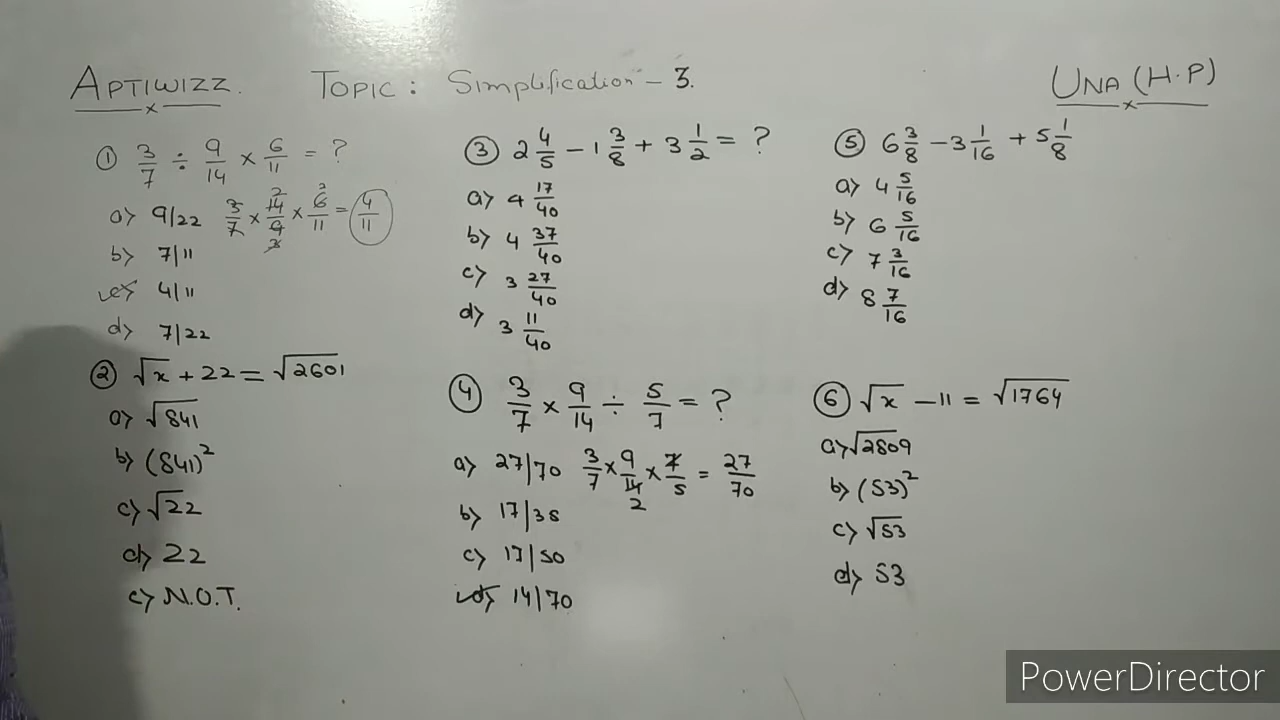 APTIWIZZ. TOPIC : Simplification - 3. UNA (H.P)
① 3/7 ÷ 9/14 × 6/11 = ?
a) 9/22 3/7 × 14/9 × 6/11 = 4/11
2 2
3
b) 7/11
c) 4/11
d) 7/22
② √x + 22 = √2601
a) √841
b) (841)²
c) √22
d) 22
e) N.O.T.
③ 2 4/5 - 1 3/8 + 3 1/2 = ?
a) 4 17/40
b) 4 37/40
c) 3 27/40
d) 3 11/40
④ 3/7 × 9/14 ÷ 5/7 = ?
a) 27/70 3/7 × 9/14 × 7/5 = 27/70
2
b) 17/35
c) 17/50
d) 14/70
⑤ 6 3/8 - 3 1/16 + 5 1/8
a) 4 5/16
b) 6 5/16
c) 7 3/16
d) 8 7/16
⑥ √x - 11 = √1764
a) √2809
b) (53)²
c) √53
d) 53
PowerDirector